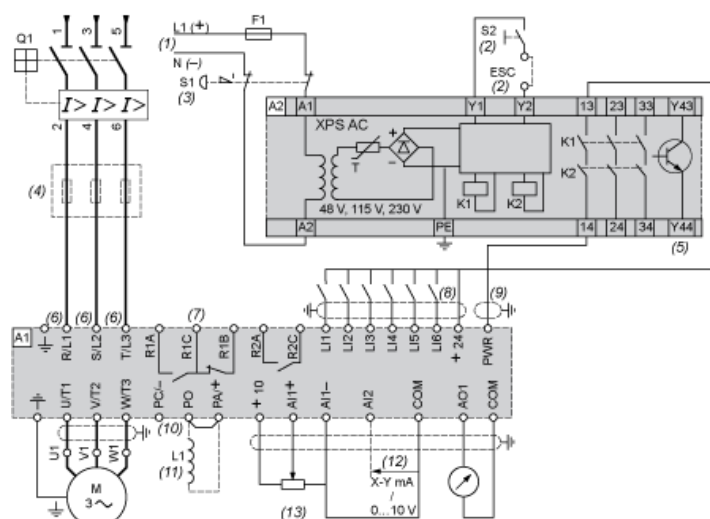 1 3 5
L1 (+) F1
Q1
(1)
N (–)
S1
(3)
S2
(2)
ESC
(2)
I> I> I>
2 4 6
A2 A1 Y1 Y2 13 23 33 Y43
XPS AC
+
–
T
K1
K2
K1 K2
48 V, 115 V, 230 V
A2 PE 14 24 34 Y44
(5)
(4)
(8) (9)
(6) (6) (6) (7)
A1
R/L1 S/L2 T/L3 R1A R1C R1B R2A R2C LI1 LI2 LI3 LI4 LI5 LI6 + 24 PWR
U/T1 V/T2 W/T3 PC/– PO PA/+ + 10 AI1+ AI1– AI2 COM AO1 COM
(10)
U1 V1 W1
L1
(11)
M
3 ~
(12)
X-Y mA
/
0...10 V
(13)